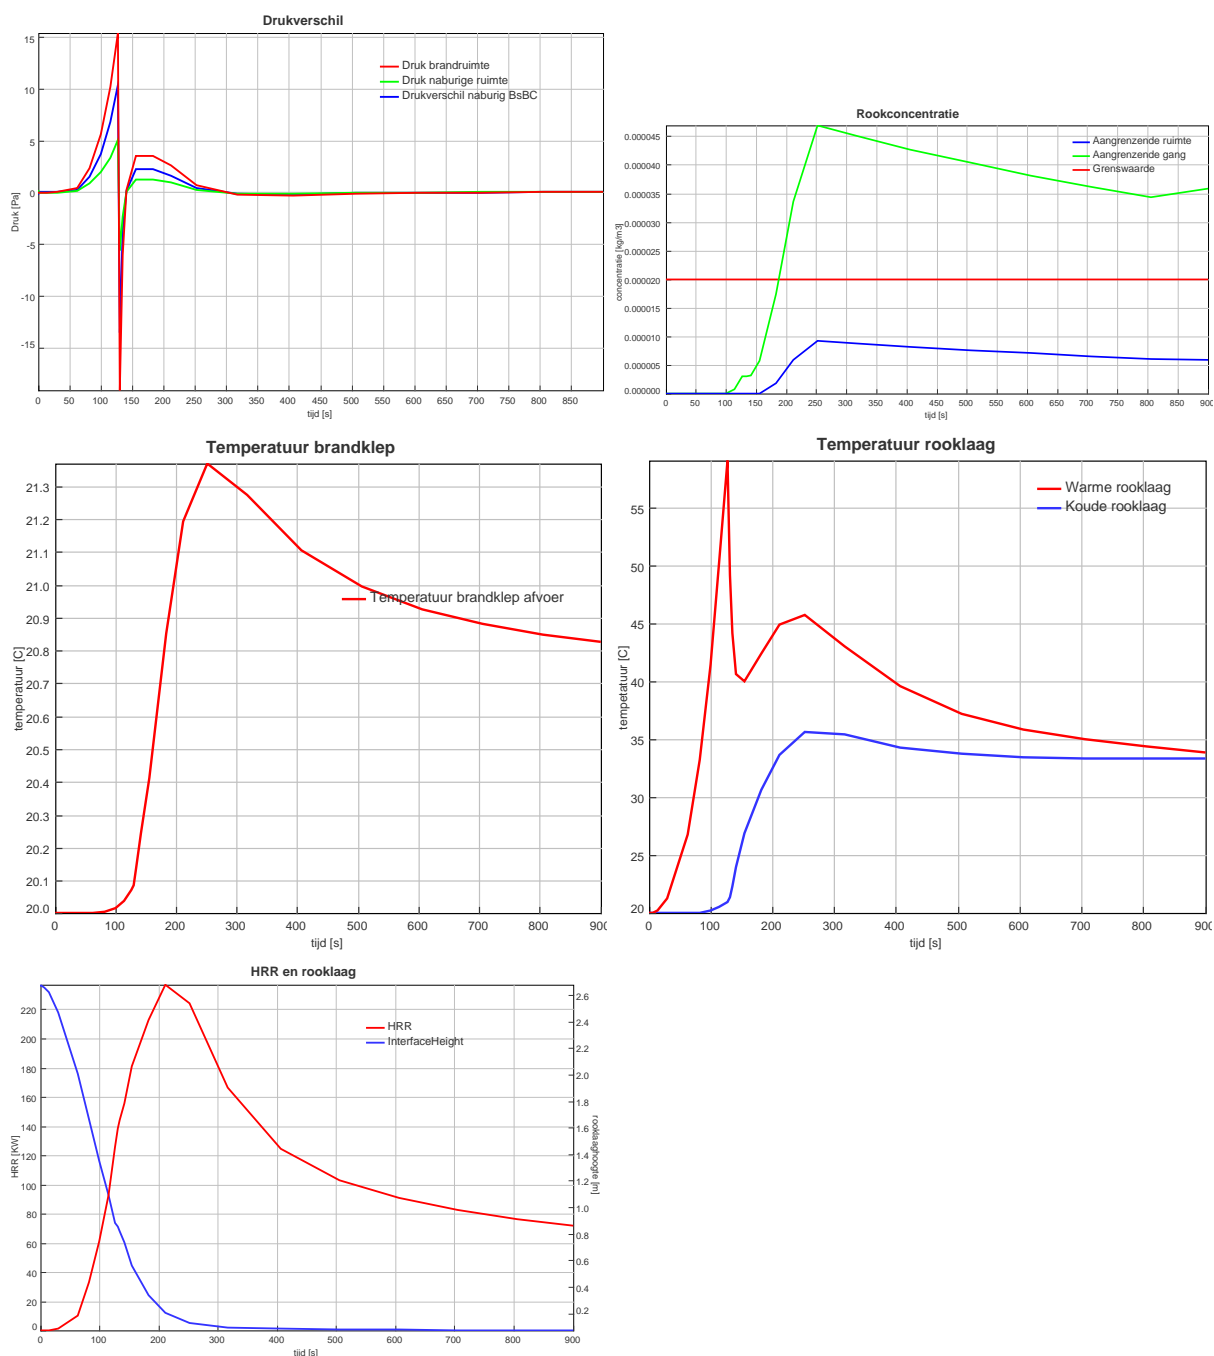 Drukverschil
15
10
5
0
-5
-10
-15
Druk [Pa]
Druk brandruimte
Druk naburige ruimte
Drukverschil naburig BsBC
0 50 100 150 200 250 300 350 400 450 500 550 600 650 700 750 800 850
tijd [s]
Rookconcentratie
0.000045
0.000040
0.000035
0.000030
0.000025
0.000020
0.000015
0.000010
0.000005
0.000000
concentratie [kg/m3]
Aangrenzende ruimte
Aangrenzende gang
Grenswaarde
0 50 100 150 200 250 300 350 400 450 500 550 600 650 700 750 800 850 900
tijd [s]
Temperatuur brandklep
21.3
21.2
21.1
21.0
20.9
20.8
20.7
20.6
20.5
20.4
20.3
20.2
20.1
20.0
temperatuur [C]
Temperatuur brandklep afvoer
0 100 200 300 400 500 600 700 800 900
tijd [s]
Temperatuur rooklaag
55
50
45
40
35
30
25
20
tempetatuur [C]
Warme rooklaag
Koude rooklaag
0 100 200 300 400 500 600 700 800 900
tijd [s]
HRR en rooklaag
220
200
180
160
140
120
100
80
60
40
20
0
HRR [KW]
HRR
InterfaceHeight
2.6
2.4
2.2
2.0
1.8
1.6
1.4
1.2
1.0
0.8
0.6
0.4
0.2
rooklaaghoogte [m]
0 100 200 300 400 500 600 700 800 900
tijd [s]